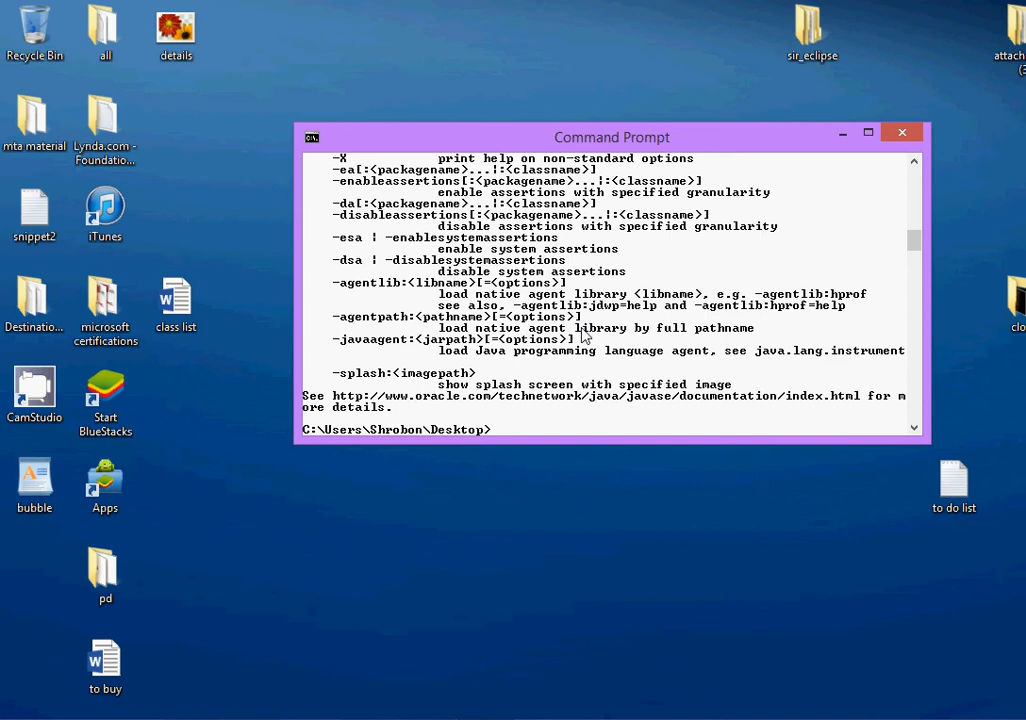 Recycle Bin
all
details
sir_eclipse
attach
mta material
Lynda.com -
Foundatio...
snippet2
iTunes
Destinatio...
microsoft
certifications
class list
CamStudio
Start
BlueStacks
bubble
Apps
pd
to buy
to do list
clo
Command Prompt
-X print help on non-standard options
-ea[:<packagename>...|:<classname>]
-enableassertions[:<packagename>...|:<classname>]
enable assertions with specified granularity
-da[:<packagename>...|:<classname>]
-disableassertions[:<packagename>...|:<classname>]
disable assertions with specified granularity
-esa | -enablesystemassertions
enable system assertions
-dsa | -disablesystemassertions
disable system assertions
-agentlib:<libname>[=<options>]
load native agent library <libname>, e.g. -agentlib:hprof
see also, -agentlib:jdwp=help and -agentlib:hprof=help
-agentpath:<pathname>[=<options>]
load native agent library by full pathname
-javaagent:<jarpath>[=<options>]
load Java programming language agent, see java.lang.instrument
-splash:<imagepath>
show splash screen with specified image
See http://www.oracle.com/technetwork/java/javase/documentation/index.html for m
ore details.
C:\Users\Shrobon\Desktop>